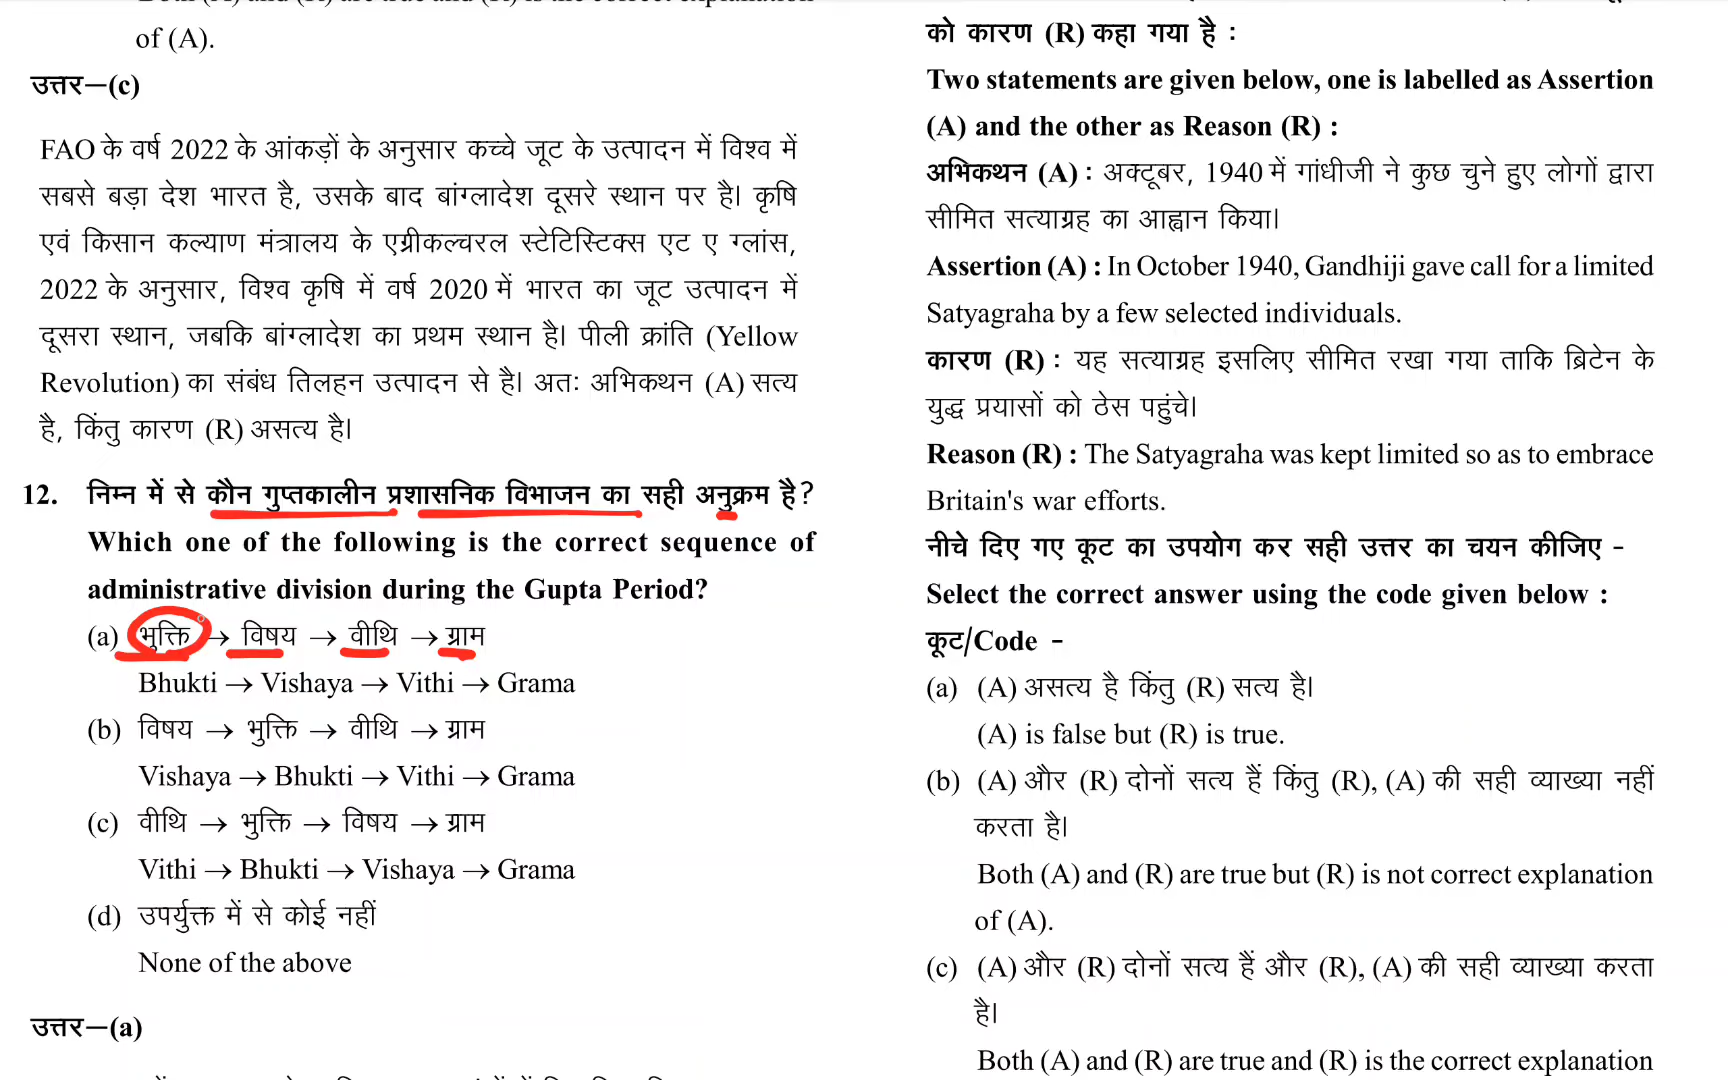 of (A).
उत्तर–(c)
FAO के वर्ष 2022 के आंकड़ों के अनुसार कच्चे जूट के उत्पादन में विश्व में
सबसे बड़ा देश भारत है, उसके बाद बांग्लादेश दूसरे स्थान पर है। कृषि
एवं किसान कल्याण मंत्रालय के एग्रीकल्चरल स्टेटिस्टिक्स एट ए ग्लांस,
2022 के अनुसार, विश्व कृषि में वर्ष 2020 में भारत का जूट उत्पादन में
दूसरा स्थान, जबकि बांग्लादेश का प्रथम स्थान है। पीली क्रांति (Yellow
Revolution) का संबंध तिलहन उत्पादन से है। अतः अभिकथन (A) सत्य
है, किंतु कारण (R) असत्य है।
12. निम्न में से कौन गुप्तकालीन प्रशासनिक विभाजन का सही अनुक्रम है?
Which one of the following is the correct sequence of
administrative division during the Gupta Period?
(a) भुक्ति → विषय → वीथि → ग्राम
Bhukti → Vishaya → Vithi → Grama
(b) विषय → भुक्ति → वीथि → ग्राम
Vishaya → Bhukti → Vithi → Grama
(c) वीथि → भुक्ति → विषय → ग्राम
Vithi → Bhukti → Vishaya → Grama
(d) उपर्युक्त में से कोई नहीं
None of the above
उत्तर–(a)
को कारण (R) कहा गया है :
Two statements are given below, one is labelled as Assertion
(A) and the other as Reason (R) :
अभिकथन (A) : अक्टूबर, 1940 में गांधीजी ने कुछ चुने हुए लोगों द्वारा
सीमित सत्याग्रह का आह्वान किया।
Assertion (A) : In October 1940, Gandhiji gave call for a limited
Satyagraha by a few selected individuals.
कारण (R) : यह सत्याग्रह इसलिए सीमित रखा गया ताकि ब्रिटेन के
युद्ध प्रयासों को ठेस पहुंचे।
Reason (R) : The Satyagraha was kept limited so as to embrace
Britain's war efforts.
नीचे दिए गए कूट का उपयोग कर सही उत्तर का चयन कीजिए -
Select the correct answer using the code given below :
कूट/Code -
(a) (A) असत्य है किंतु (R) सत्य है।
(A) is false but (R) is true.
(b) (A) और (R) दोनों सत्य हैं किंतु (R), (A) की सही व्याख्या नहीं
करता है।
Both (A) and (R) are true but (R) is not correct explanation
of (A).
(c) (A) और (R) दोनों सत्य हैं और (R), (A) की सही व्याख्या करता
है।
Both (A) and (R) are true and (R) is the correct explanation